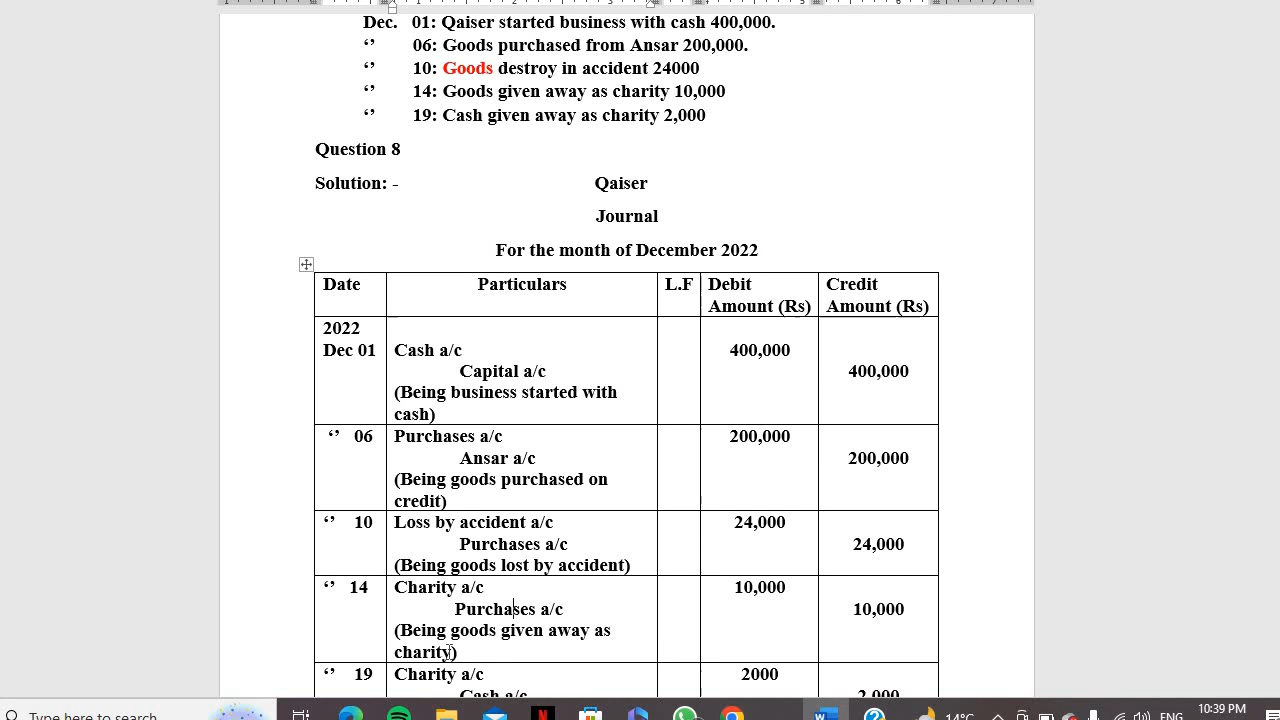 Dec. 01: Qaiser started business with cash 400,000.
‘’ 06: Goods purchased from Ansar 200,000.
‘’ 10: Goods destroy in accident 24000
‘’ 14: Goods given away as charity 10,000
‘’ 19: Cash given away as charity 2,000
Question 8
Solution: - Qaiser
Journal
For the month of December 2022
Date Particulars L.F Debit Amount (Rs) Credit Amount (Rs)
2022
Dec 01 Cash a/c 400,000
Capital a/c 400,000
(Being business started with
cash)
‘’ 06 Purchases a/c 200,000
Ansar a/c 200,000
(Being goods purchased on
credit)
‘’ 10 Loss by accident a/c 24,000
Purchases a/c 24,000
(Being goods lost by accident)
‘’ 14 Charity a/c 10,000
Purchases a/c 10,000
(Being goods given away as
charity)
‘’ 19 Charity a/c 2000
Cash a/c 2,000
Type here to search 14°C ENG 10:39 PM